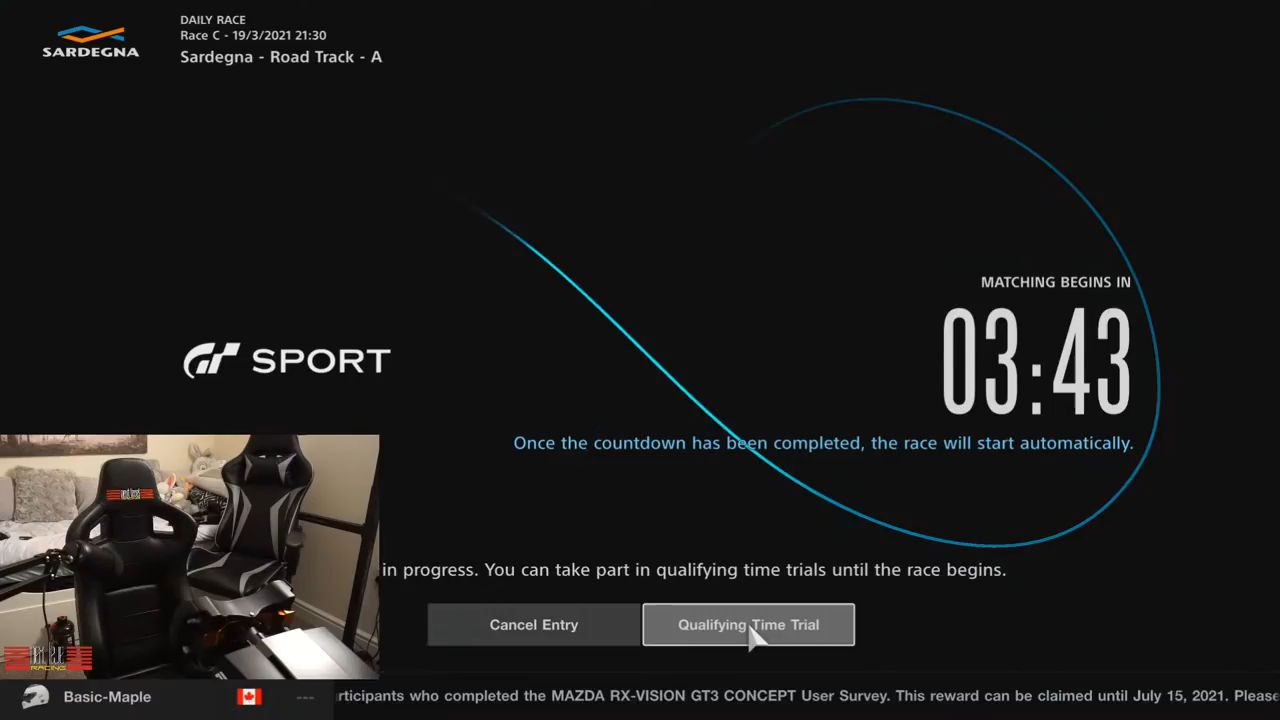 SARDEGNA
DAILY RACE
Race C - 19/3/2021 21:30
Sardegna - Road Track - A
MATCHING BEGINS IN
03:43
GT SPORT
Once the countdown has been completed, the race will start automatically.
in progress. You can take part in qualifying time trials until the race begins.
Cancel Entry
Qualifying Time Trial
RACING
Basic-Maple
---
rticipants who completed the MAZDA RX-VISION GT3 CONCEPT User Survey. This reward can be claimed until July 15, 2021. Please